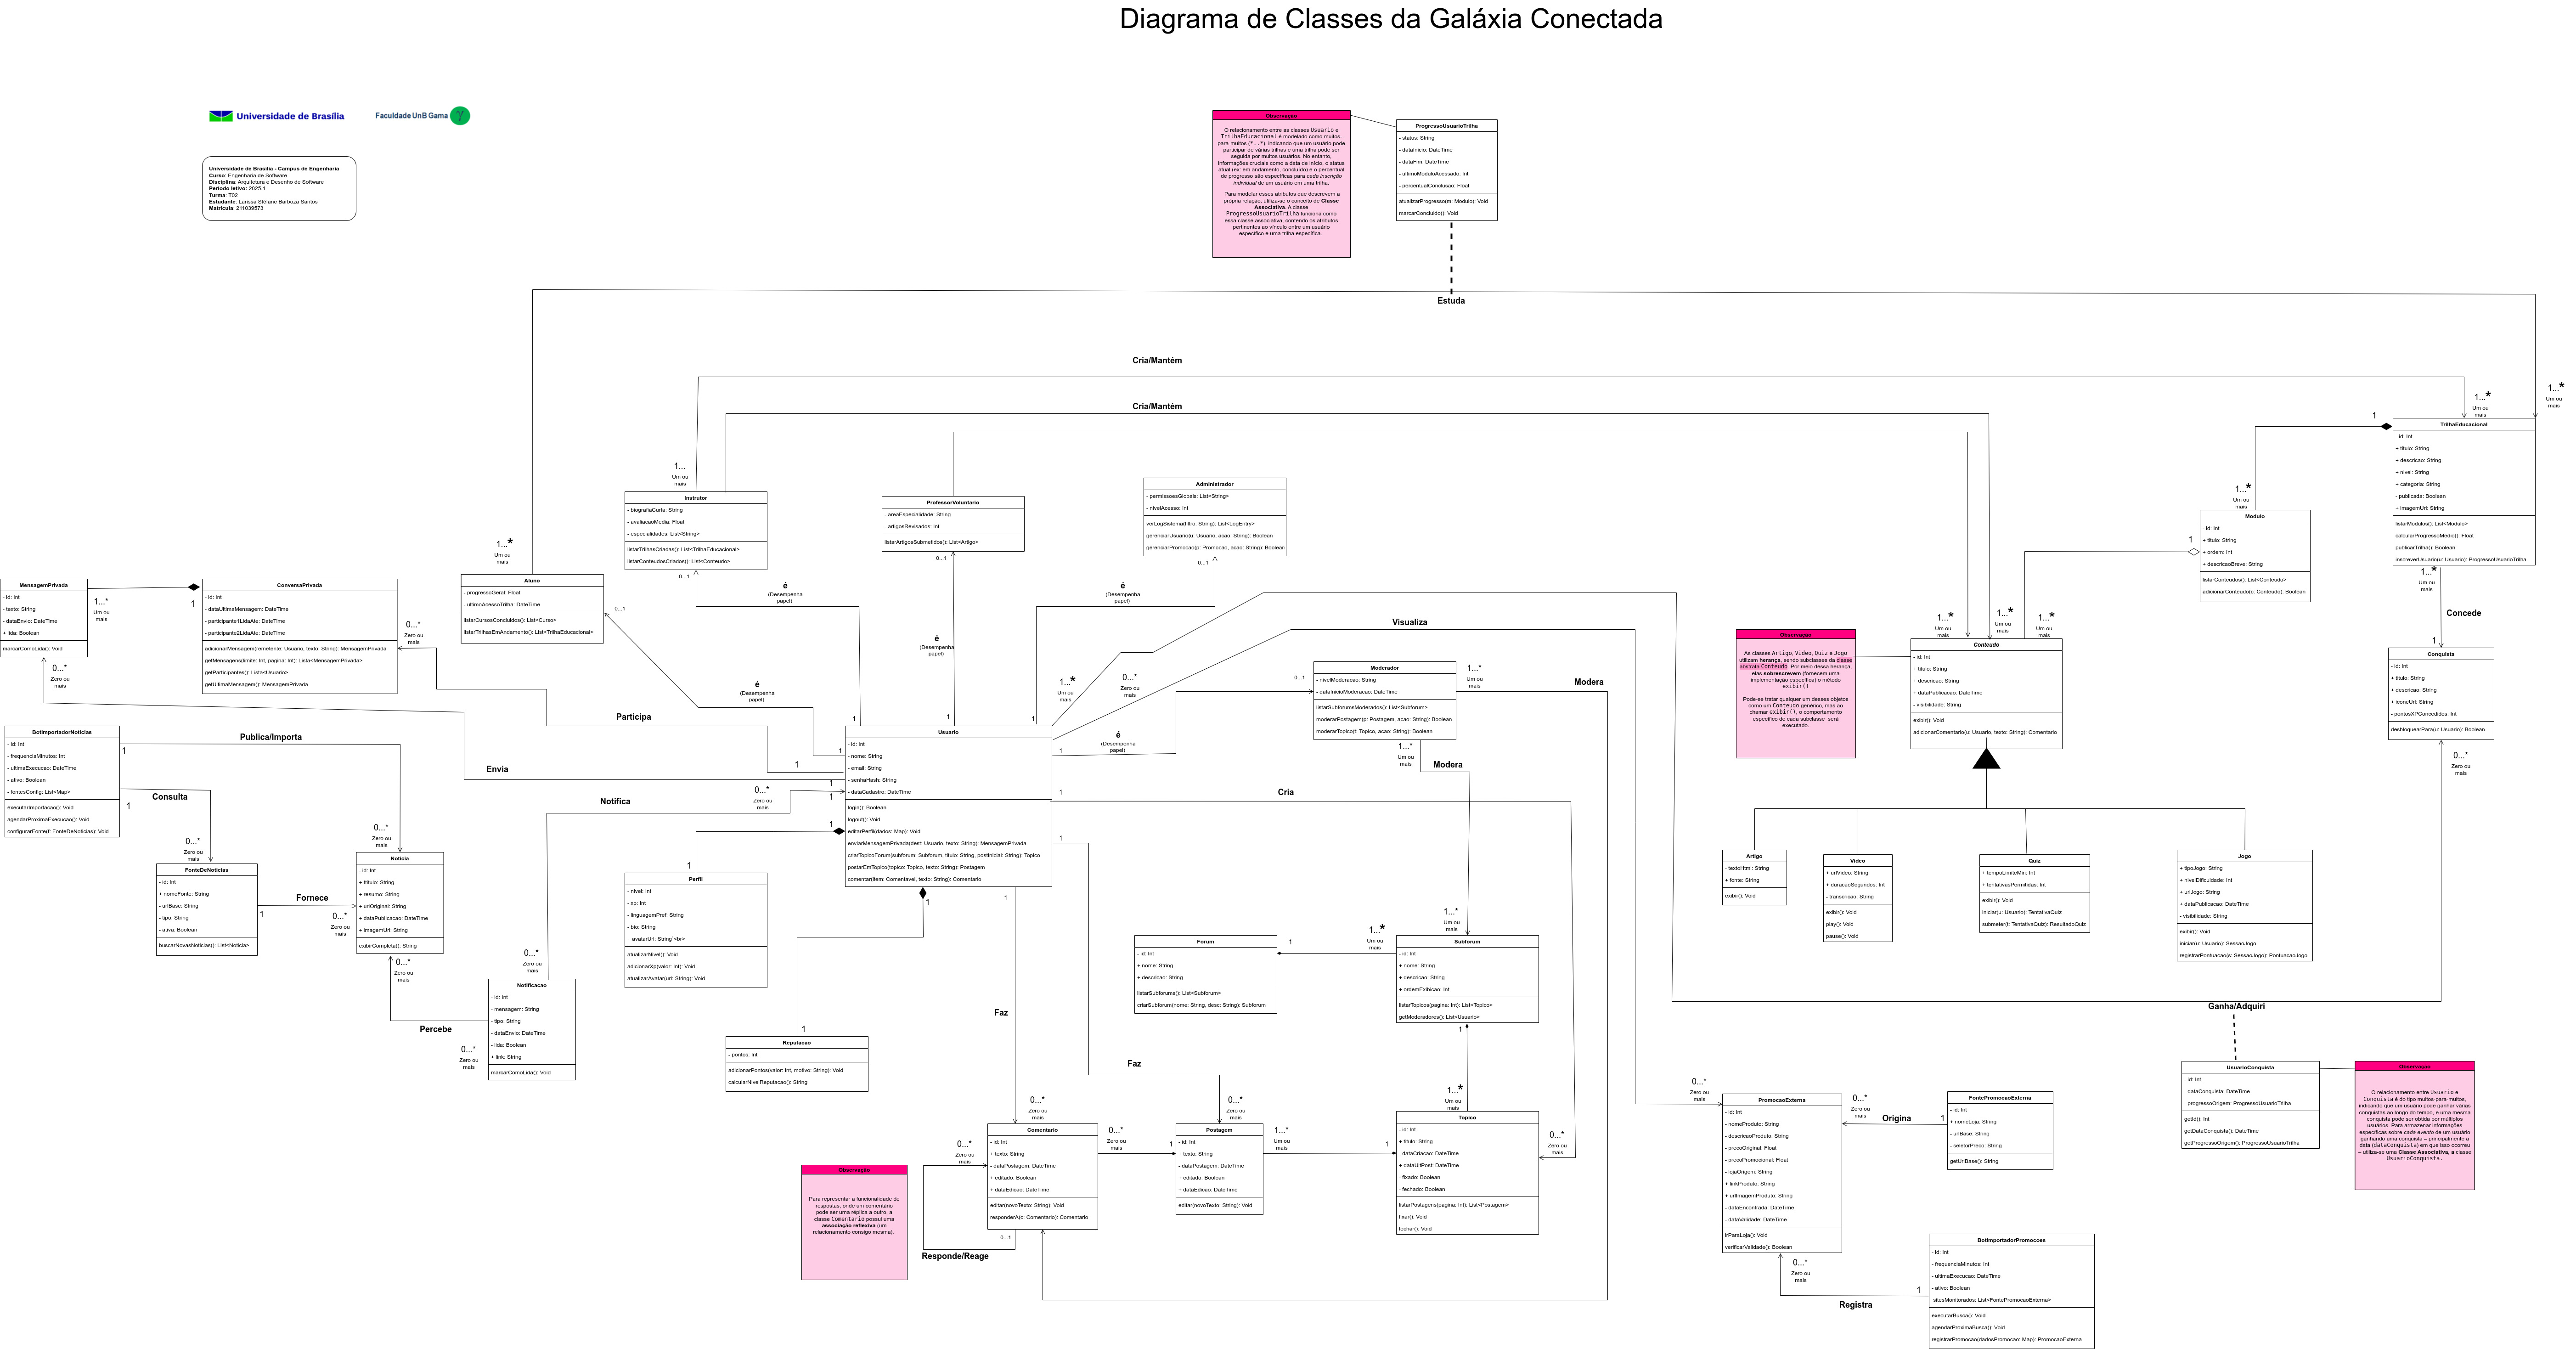 Diagrama de Classes da Galáxia Conectada
Universidade de Brasília
Faculdade UnB Gama
Universidade de Brasília - Campus de Engenharia
Curso: Engenharia de Software
Disciplina: Arquitetura e Desenho de Software
Período letivo: 2025.1
Turma: T02
Estudante: Larissa Stéfane Barboza Santos
Matrícula: 211039573
Observação
O relacionamento entre as classes Usuario e
TrilhaEducacional é modelado como muitos-
para-muitos (*..*), indicando que um usuário pode
participar de várias trilhas e uma trilha pode ser
seguida por muitos usuários. No entanto,
informações cruciais como a data de início, o status
atual (ex: em andamento, concluído) e o percentual
de progresso são específicas para cada inscrição
individual de um usuário em uma trilha.
Para modelar esses atributos que descrevem a
própria relação, utiliza-se o conceito de Classe
Associativa. A classe
ProgressoUsuarioTrilha funciona como
essa classe associativa, contendo os atributos
pertinentes ao vínculo entre um usuário
específico e uma trilha específica.
ProgressoUsuarioTrilha
- status: String
- dataInicio: DateTime
- dataFim: DateTime
- ultimoModuloAcessado: Int
- percentualConclusao: Float
atualizarProgresso(m: Modulo): Void
marcarConcluido(): Void
Estuda
Cria/Mantém
Cria/Mantém
1...*
Um ou
mais
1...*
Um ou
mais
1
TrilhaEducacional
- id: Int
+ titulo: String
+ descricao: String
+ nivel: String
+ categoria: String
- publicada: Boolean
+ imagemUrl: String
listarModulos(): List<Modulo>
calcularProgressoMedio(): Float
publicarTrilha(): Boolean
inscreverUsuario(u: Usuario): ProgressoUsuarioTrilha
1...*
Um ou
mais
Modulo
- id: Int
+ titulo: String
+ ordem: Int
+ descricaoBreve: String
listarConteudos(): List<Conteudo>
adicionarConteudo(c: Conteudo): Boolean
1
1...
Um ou
mais
Instrutor
- biografiaCurta: String
- avaliacaoMedia: Float
- especialidades: List<String>
listarTrilhasCriadas(): List<TrilhaEducacional>
listarConteudosCriados(): List<Conteudo>
0...1
ProfessorVoluntario
- areaEspecialidade: String
- artigosRevisados: Int
listarArtigosSubmetidos(): List<Artigo>
0...1
Administrador
- permissoesGlobais: List<String>
- nivelAcesso: Int
verLogSistema(filtro: String): List<LogEntry>
gerenciarUsuario(u: Usuario, acao: String): Boolean
gerenciarPromocao(p: Promocao, acao: String): Boolean
0...1
1...*
Um ou
mais
Aluno
- progressoGeral: Float
- ultimoAcessoTrilha: DateTime
listarCursosConcluidos(): List<Curso>
listarTrilhasEmAndamento(): List<TrilhaEducacional>
0...1
MensagemPrivada
- id: Int
- texto: String
- dataEnvio: DateTime
+ lida: Boolean
marcarComoLida(): Void
1...*
Um ou
mais
0...*
Zero ou
mais
1
ConversaPrivada
- id: Int
- dataUltimaMensagem: DateTime
- participante1LidaAte: DateTime
- participante2LidaAte: DateTime
adicionarMensagem(remetente: Usuario, texto: String): MensagemPrivada
getMensagens(limite: Int, pagina: Int): Lista<MensagemPrivada>
getParticipantes(): Lista<Usuario>
getUltimaMensagem(): MensagemPrivada
0...*
Zero ou
mais
é
(Desempenha
papel)
é
(Desempenha
papel)
é
(Desempenha
papel)
é
(Desempenha
papel)
é
(Desempenha
papel)
Participa
Envia
Notifica
1...*
Um ou
mais
0...*
Zero ou
mais
Visualiza
Moderador
- nivelModeracao: String
- dataInicioModeracao: DateTime
listarSubforumsModerados(): List<Subforum>
moderarPostagem(p: Postagem, acao: String): Boolean
moderarTopico(t: Topico, acao: String): Boolean
0...1
1...*
Um ou
mais
Modera
1...*
Um ou
mais
Modera
Cria
Usuario
- id: Int
- nome: String
- email: String
- senhaHash: String
- dataCadastro: DateTime
login(): Boolean
logout(): Void
editarPerfil(dados: Map): Void
enviarMensagemPrivada(dest: Usuario, texto: String): MensagemPrivada
criarTopicoForum(subforum: Subforum, titulo: String, postInicial: String): Topico
postarEmTopico(topico: Topico, texto: String): Postagem
comentar(item: Comentavel, texto: String): Comentario
1
1
1
1
1
1
1
1
1
1
1
1
1
0...*
Zero ou
mais
Observação
As classes Artigo, Video, Quiz e Jogo
utilizam herança, sendo subclasses da classe
abstrata Conteudo. Por meio dessa herança,
elas sobrescrevem (fornecem uma
implementação específica) o método
exibir()
Pode-se tratar qualquer um desses objetos
como um Conteudo genérico, mas ao
chamar exibir(), o comportamento
específico de cada subclasse será
executado.
1...*
Um ou
mais
1...*
Um ou
mais
1...*
Um ou
mais
Conteudo
- id: Int
+ titulo: String
+ descricao: String
+ dataPublicacao: DateTime
- visibilidade: String
exibir(): Void
adicionarComentario(u: Usuario, texto: String): Comentario
1...*
Um ou
mais
Concede
1
Conquista
- id: Int
+ titulo: String
+ descricao: String
+ iconeUrl: String
- pontosXPConcedidos: Int
desbloquearPara(u: Usuario): Boolean
0...*
Zero ou
mais
BotImportadorNoticias
- id: Int
- frequenciaMinutos: Int
- ultimaExecucao: DateTime
- ativo: Boolean
- fontesConfig: List<Map>
executarImportacao(): Void
agendarProximaExecucao(): Void
configurarFonte(f: FonteDeNoticias): Void
1
Publica/Importa
Consulta
1
0...*
Zero ou
mais
FonteDeNoticias
- id: Int
+ nomeFonte: String
- urlBase: String
- tipo: String
- ativa: Boolean
buscarNovasNoticias(): List<Noticia>
Fornece
1
0...*
Zero ou
mais
0...*
Zero ou
mais
Noticia
- id: Int
+ ttitulo: String
+ resumo: String
+ urlOriginal: String
+ dataPublicacao: DateTime
+ imagemUrl: String
exibirCompleta(): String
0...*
Zero ou
mais
Percebe
0...*
Zero ou
mais
0...*
Zero ou
mais
Notificacao
- id: Int
- mensagem: String
- tipo: String
- dataEnvio: DateTime
- lida: Boolean
+ link: String
marcarComoLida(): Void
1
Perfil
- nivel: Int
- xp: Int
- linguagemPref: String
- bio: String
+ avatarUrl: String`<br>
atualizarNivel(): Void
adicionarXp(valor: Int): Void
atualizarAvatar(url: String): Void
1
Reputacao
- pontos: Int
adicionarPontos(valor: Int, motivo: String): Void
calcularNivelReputacao(): String
Faz
Faz
Forum
- id: Int
+ nome: String
+ descricao: String
listarSubforums(): List<Subforum>
criarSubforum(nome: String, desc: String): Subforum
1
1...*
Um ou
mais
1...*
Um ou
mais
Subforum
- id: Int
+ nome: String
+ descricao: String
+ ordemExibicao: Int
listarTopicos(pagina: Int): List<Topico>
getModeradores(): List<Usuario>
1
1...*
Um ou
mais
Topico
- id: Int
+ titulo: String
- dataCriacao: DateTime
+ dataUltPost: DateTime
- fixado: Boolean
- fechado: Boolean
listarPostagens(pagina: Int): List<Postagem>
fixar(): Void
fechar(): Void
0...*
Zero ou
mais
1
1...*
Um ou
mais
0...*
Zero ou
mais
Postagem
- id: Int
+ texto: String
- dataPostagem: DateTime
+ editado: Boolean
+ dataEdicao: DateTime
editar(novoTexto: String): Void
1
0...*
Zero ou
mais
0...*
Zero ou
mais
Comentario
- id: Int
+ texto: String
- dataPostagem: DateTime
+ editado: Boolean
+ dataEdicao: DateTime
editar(novoTexto: String): Void
responderA(c: Comentario): Comentario
0...*
Zero ou
mais
0...1
Responde/Reage
Observação
Para representar a funcionalidade de
respostas, onde um comentário
pode ser uma réplica a outro, a
classe Comentario possui uma
associação reflexiva (um
relacionamento consigo mesma).
Artigo
- textoHtml: String
+ fonte: String
exibir(): Void
Video
+ urlVideo: String
+ duracaoSegundos: Int
- transcricao: String
exibir(): Void
play(): Void
pause(): Void
Quiz
+ tempoLimiteMin: Int
+ tentativasPermitidas: Int
exibir(): Void
iniciar(u: Usuario): TentativaQuiz
submeter(t: TentativaQuiz): ResultadoQuiz
Jogo
+ tipoJogo: String
+ nivelDificuldade: Int
+ urlJogo: String
+ dataPublicacao: DateTime
- visibilidade: String
exibir(): Void
iniciar(u: Usuario): SessaoJogo
registrarPontuacao(s: SessaoJogo): PontuacaoJogo
Ganha/Adquiri
UsuarioConquista
- id: Int
- dataConquista: DateTime
- progressoOrigem: ProgressoUsuarioTrilha
getId(): Int
getDataConquista(): DateTime
getProgressoOrigem(): ProgressoUsuarioTrilha
Observação
O relacionamento entre Usuario e
Conquista é do tipo muitos-para-muitos,
indicando que um usuário pode ganhar várias
conquistas ao longo do tempo, e uma mesma
conquista pode ser obtida por múltiplos
usuários. Para armazenar informações
específicas sobre cada evento de um usuário
ganhando uma conquista – principalmente a
data (dataConquista) em que isso ocorreu
– utiliza-se uma Classe Associativa, a classe
UsuarioConquista.
0...*
Zero ou
mais
PromocaoExterna
- id: Int
- nomeProduto: String
- descricaoProduto: String
- precoOriginal: Float
- precoPromocional: Float
- lojaOrigem: String
+ linkProduto: String
+ urlImagemProduto: String
- dataEncontrada: DateTime
- dataValidade: DateTime
irParaLoja(): Void
verificarValidade(): Boolean
0...*
Zero ou
mais
Origina
1
FontePromocaoExterna
- id: Int
+ nomeLoja: String
- urlBase: String
- seletorPreco: String
getUrlBase(): String
0...*
Zero ou
mais
Registra
1
BotImportadorPromocoes
- id: Int
- frequenciaMinutos: Int
- ultimaExecucao: DateTime
- ativo: Boolean
sitesMonitorados: List<FontePromocaoExterna>
executarBusca(): Void
agendarProximaBusca(): Void
registrarPromocao(dadosPromocao: Map): PromocaoExterna